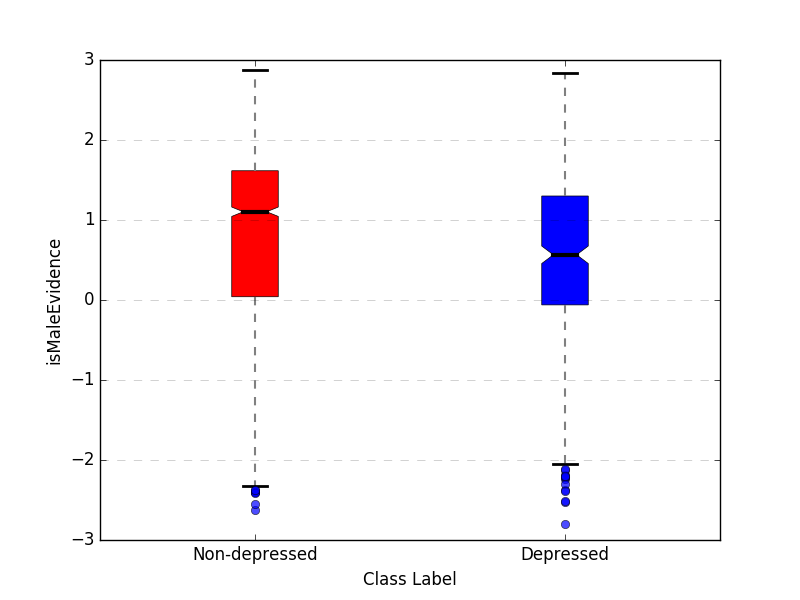 3
2
1
0
−1
−2
−3
isMaleEvidence
Non-depressed Depressed
Class Label